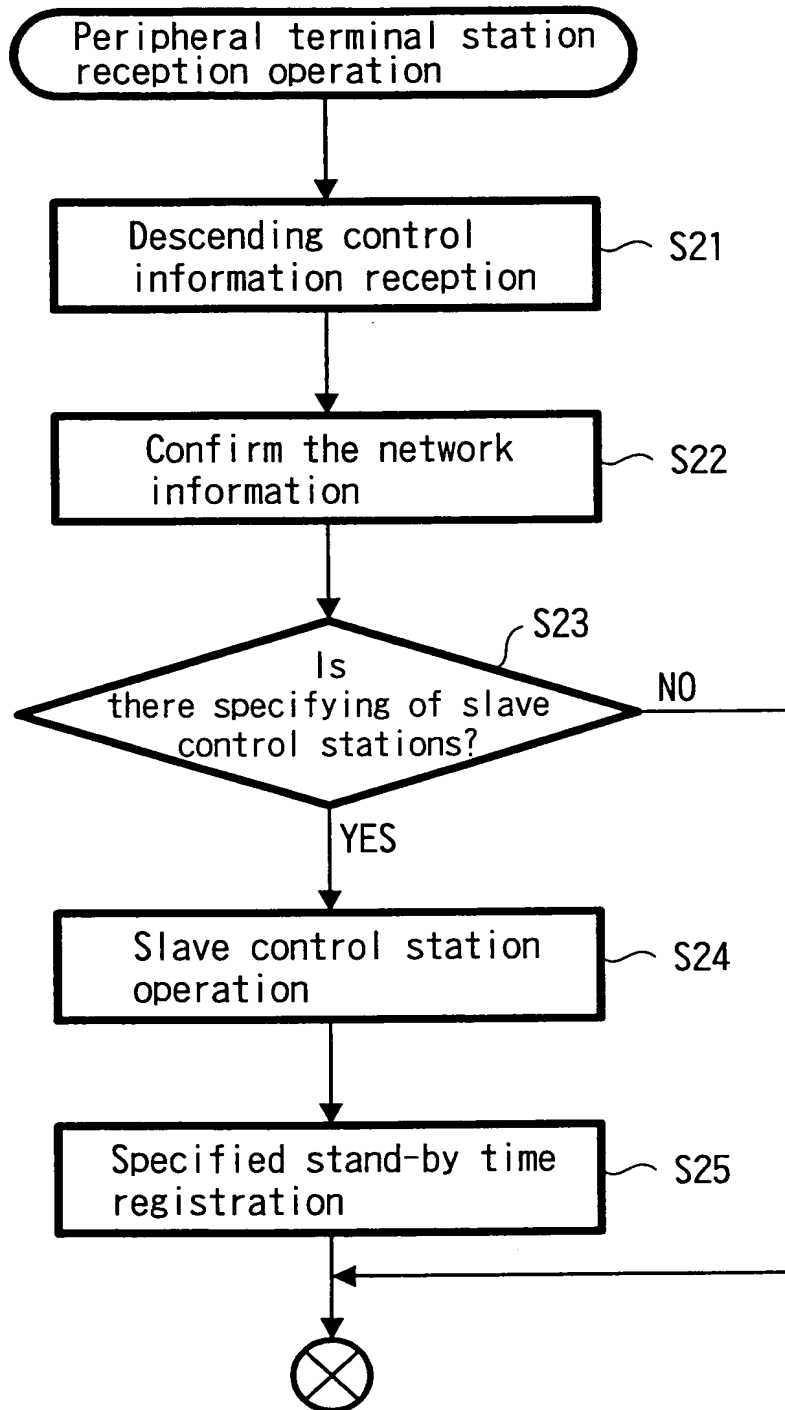 Peripheral terminal station
reception operation
Descending control
information reception
S21
Confirm the network
information
S22
S23
Is
there specifying of slave
control stations?
NO
YES
Slave control station
operation
S24
Specified stand-by time
registration
S25